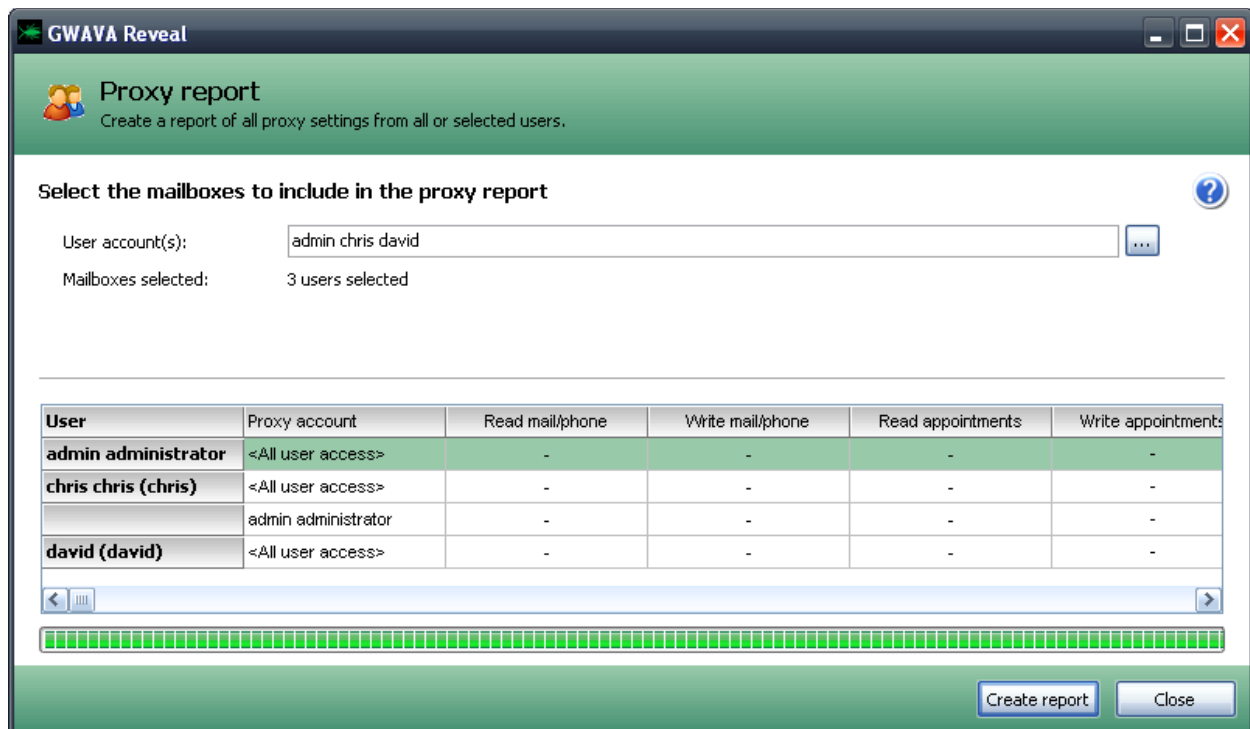 GWAVA Reveal
Proxy report
Create a report of all proxy settings from all or selected users.
Select the mailboxes to include in the proxy report
?
User account(s): admin chris david ...
Mailboxes selected: 3 users selected
User Proxy account Read mail/phone Write mail/phone Read appointments Write appointments
admin administrator <All user access> - - - -
chris chris (chris) <All user access> - - - -
admin administrator - - - -
david (david) <All user access> - - - -
Create report Close